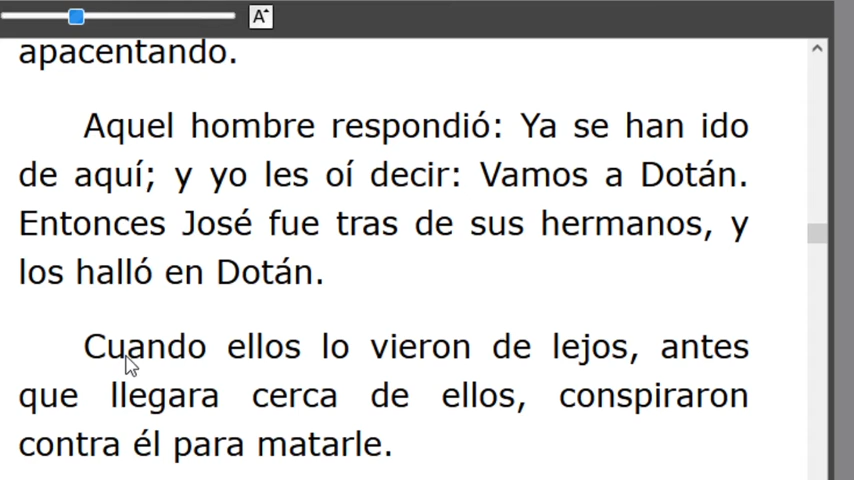 A
apacentando.
Aquel hombre respondió: Ya se han ido
de aquí; y yo les oí decir: Vamos a Dotán.
Entonces José fue tras de sus hermanos, y
los halló en Dotán.
Cuando ellos lo vieron de lejos, antes
que llegara cerca de ellos, conspiraron
contra él para matarle.